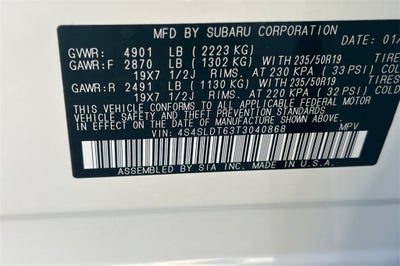 MFD BY SUBARU CORPORATION DATE: 01/
GVWR: 4901 LB (2223 KG) TIRES
GAWR:F 2870 LB (1302 KG) WITH 235/50R19
19X7 1/2J RIMS. AT 230 KPA (33 PSI) COLD
GAWR:R 2491 LB (1130 KG) WITH 235/50R19 TIRES
19X7 1/2J RIMS. AT 220 KPA (32 PSI) COLD
THIS VEHICLE CONFORMS TO ALL APPLICABLE FEDERAL MOTOR
VEHICLE SAFETY, BUMPER, AND THEFT PREVENTION STANDARDS
IN EFFECT ON THE DATE OF MANUFACTURE SHOWN ABOVE.
VIN: 4S4SLDT63T3040868 MPV
ASSEMBLED BY SIA INC. MADE IN U.S.A.